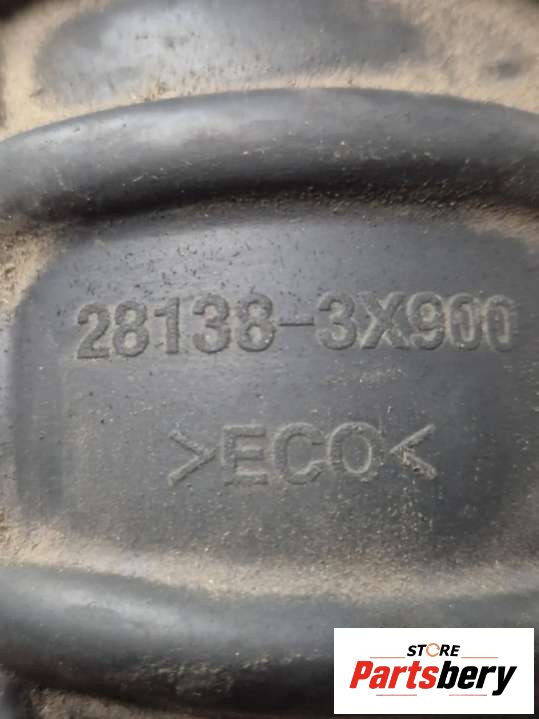 28138-3X900
>ECO<
STORE
Partsbery